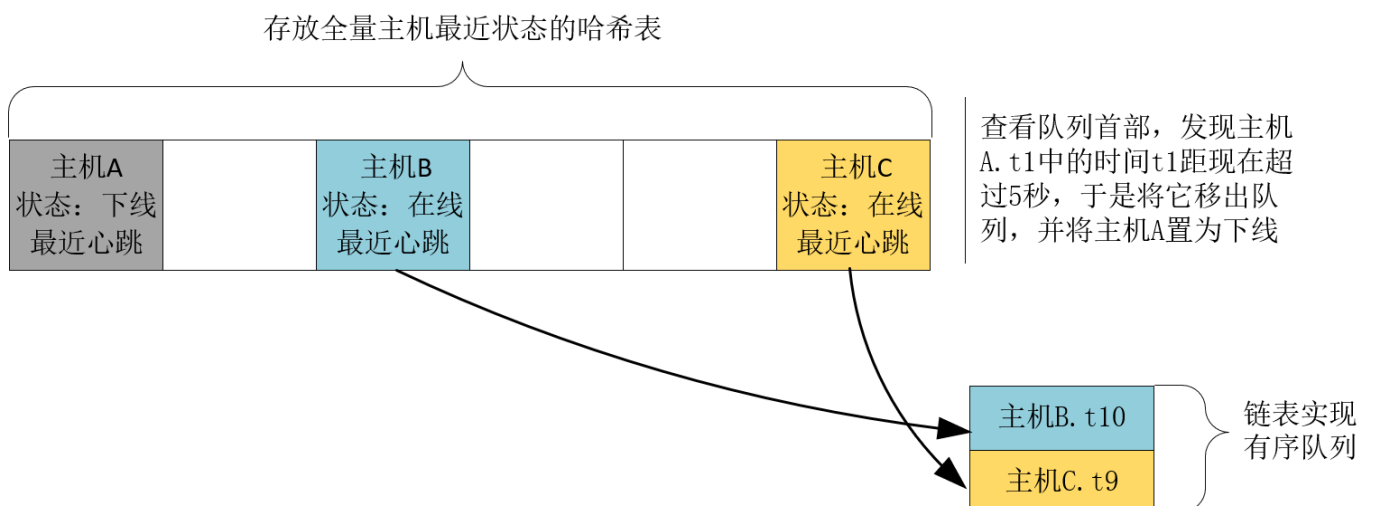 存放全量主机最近状态的哈希表
主机A
状态：下线
最近心跳
主机B
状态：在线
最近心跳
主机C
状态：在线
最近心跳
查看队列首部，发现主机
A.t1中的时间t1距现在超
过5秒，于是将它移出队
列，并将主机A置为下线
主机B.t10
主机C.t9
链表实现
有序队列